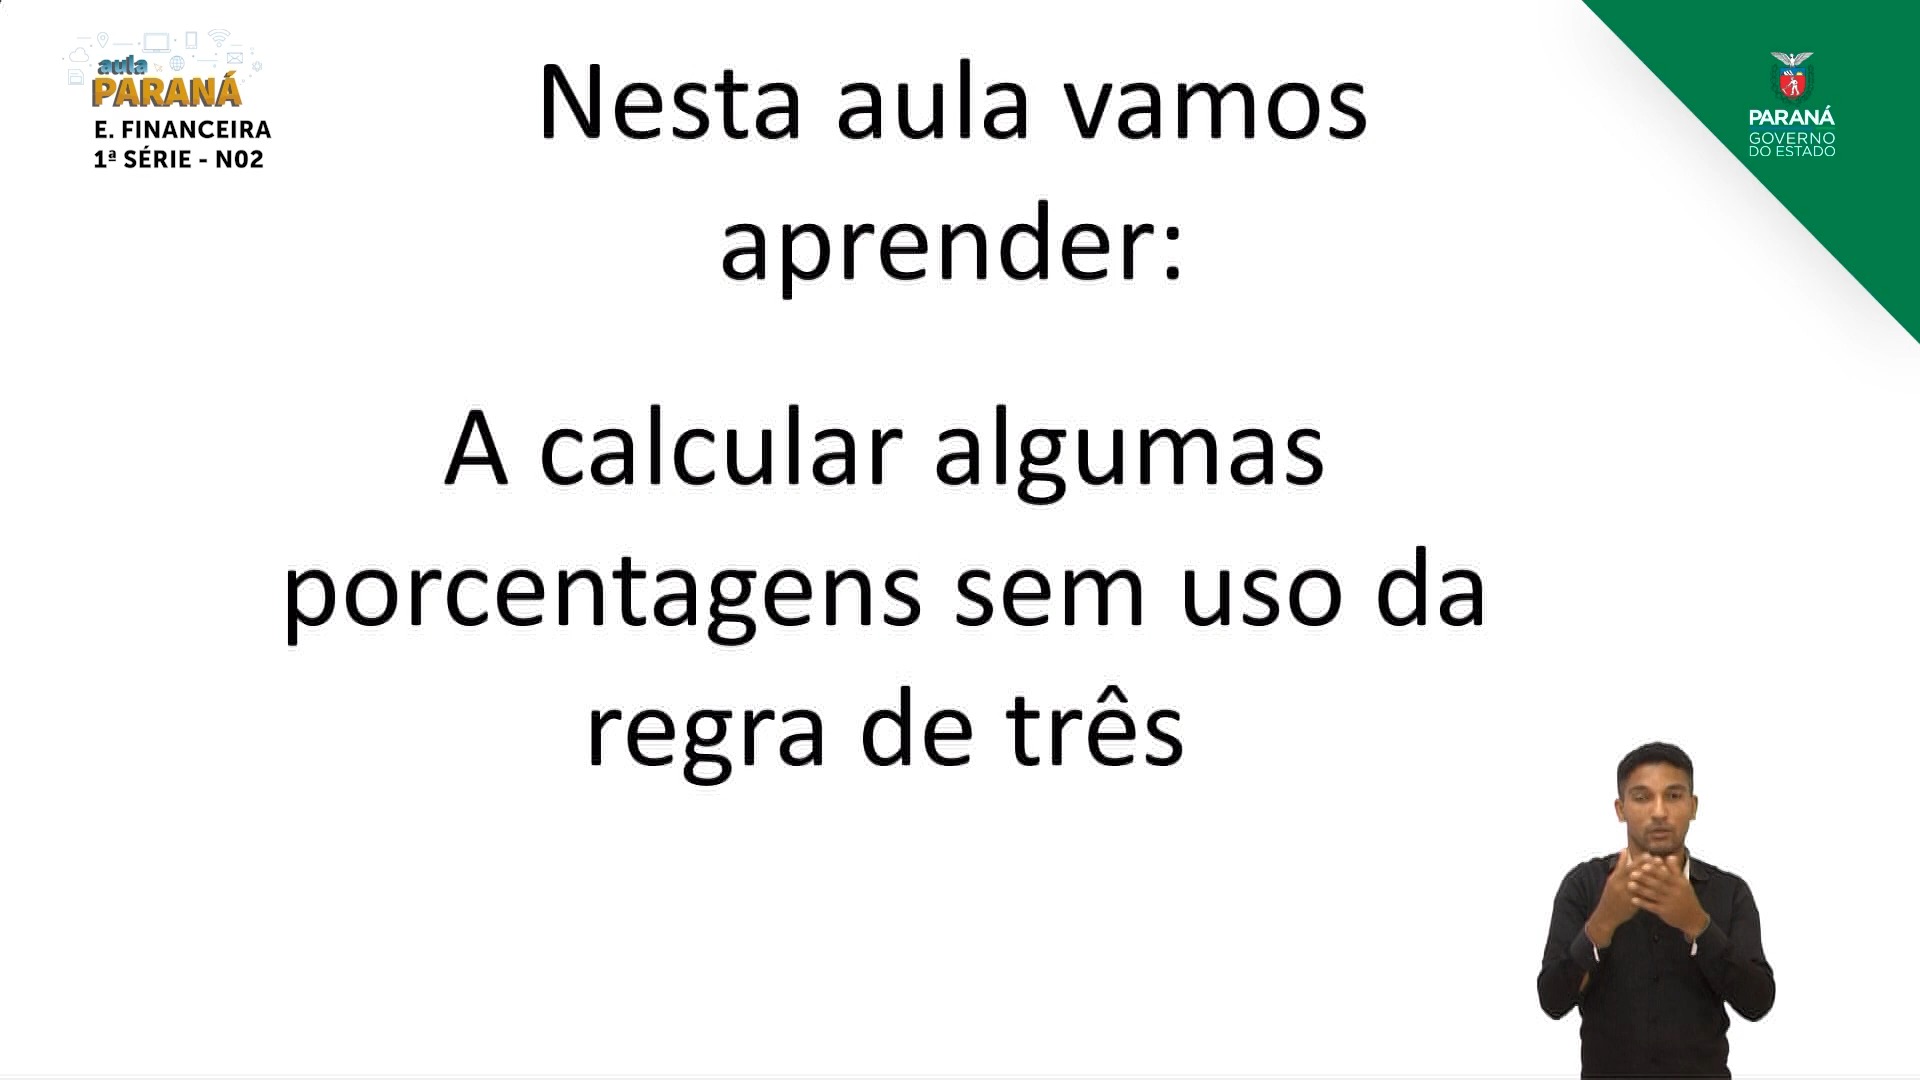 aula
PARANÁ
E. FINANCEIRA
1ª SÉRIE - N02
Nesta aula vamos
aprender:
A calcular algumas
porcentagens sem uso da
regra de três
PARANÁ
GOVERNO
DO ESTADO